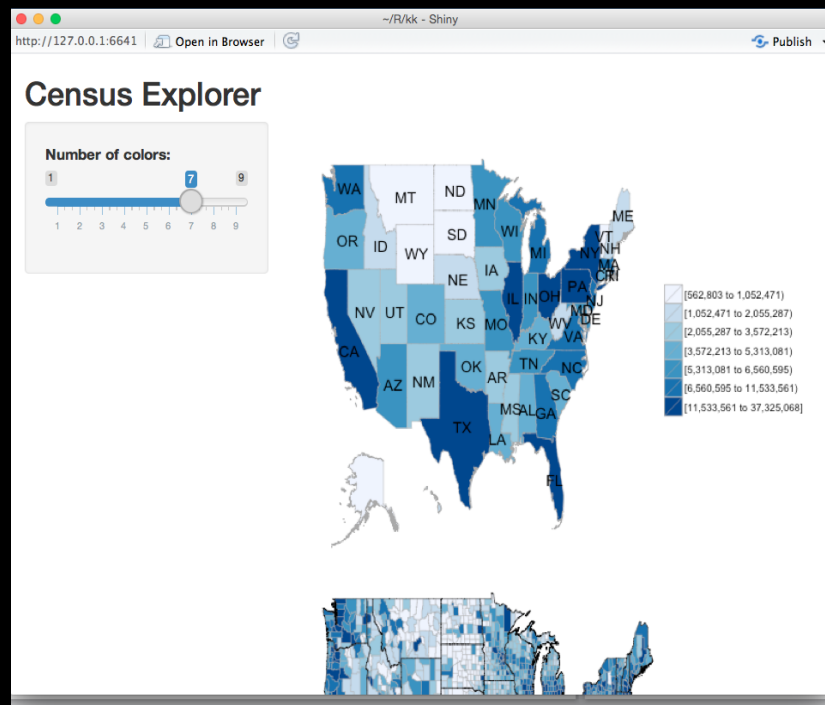 ~/R/kk - Shiny
http://127.0.0.1:6641 Open in Browser Publish
Census Explorer
Number of colors:
1 7 9
1 2 3 4 5 6 7 8 9
WA
MT
ND
MN
ME
OR
ID
SD
WI
MI
VT
NH
NY
MA
CT
RI
WY
NE
IA
PA
NJ
NV
UT
CO
KS
MO
IL
IN
OH
MD
DE
WV
VA
KY
CA
AZ
NM
OK
AR
TN
NC
SC
MS
AL
GA
TX
LA
FL
[562,803 to 1,052,471)
[1,052,471 to 2,055,287)
[2,055,287 to 3,572,213)
[3,572,213 to 5,313,081)
[5,313,081 to 6,560,595)
[6,560,595 to 11,533,561)
[11,533,561 to 37,325,068]